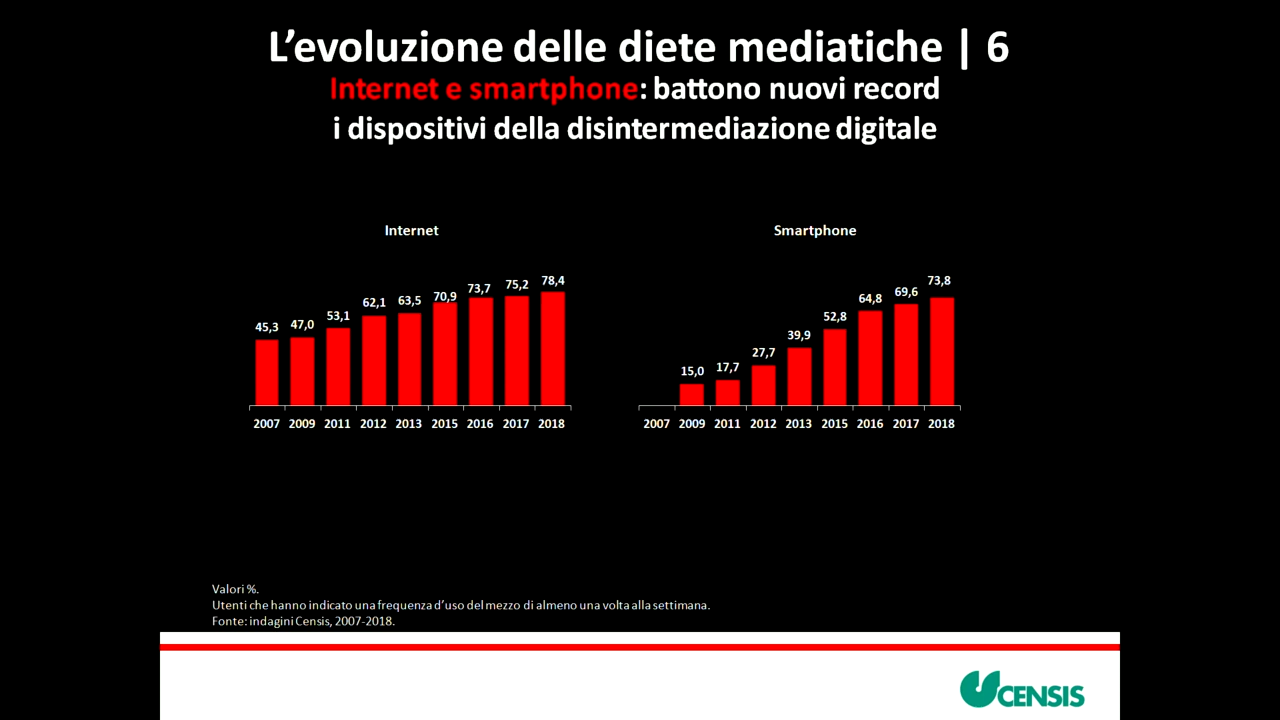 L’evoluzione delle diete mediatiche | 6
Internet e smartphone: battono nuovi record
i dispositivi della disintermediazione digitale
Internet
45,3 47,0 53,1 62,1 63,5 70,9 73,7 75,2 78,4
2007 2009 2011 2012 2013 2015 2016 2017 2018
Smartphone
15,0 17,7 27,7 39,9 52,8 64,8 69,6 73,8
2007 2009 2011 2012 2013 2015 2016 2017 2018
Valori %.
Utenti che hanno indicato una frequenza d’uso del mezzo di almeno una volta alla settimana.
Fonte: indagini Censis, 2007-2018.
CENSIS